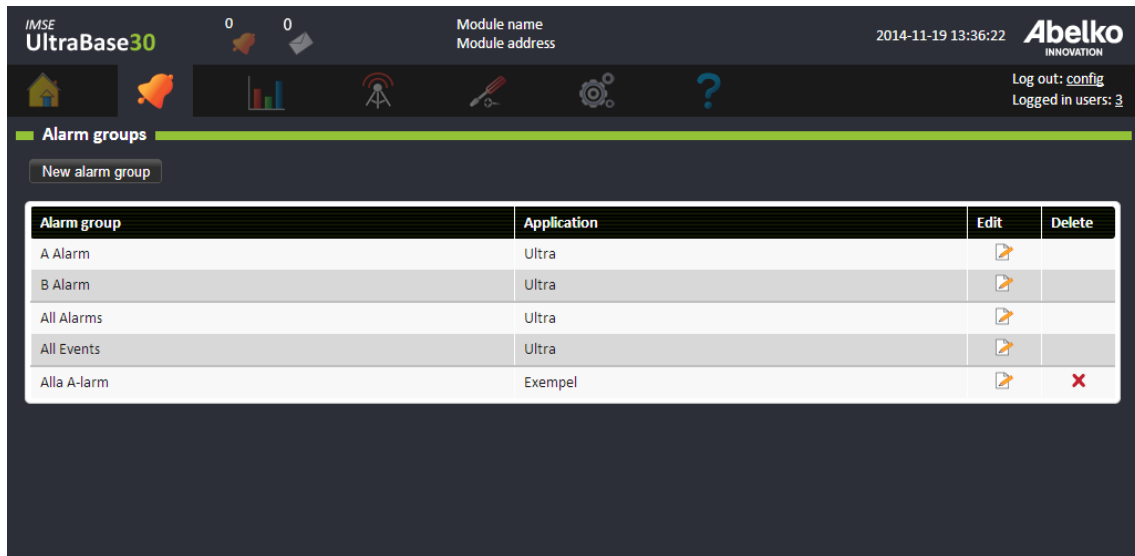 IMSE
UltraBase30
0
0
Module name
Module address
2014-11-19 13:36:22
Abelko
INNOVATION
Log out: config
Logged in users: 3
?
Alarm groups
New alarm group
Alarm group Application Edit Delete
A Alarm Ultra
B Alarm Ultra
All Alarms Ultra
All Events Ultra
Alla A-larm Exempel